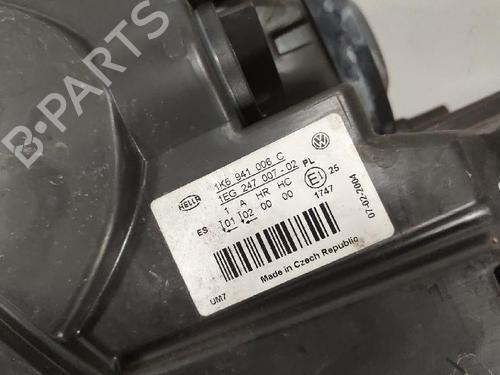 HELLA
1K6 941 006 C
1EG 247 007-02 PL
1 A HR HC
ES 01 02 00 00
E1 25
1747
07-02-2004
Made in Czech Republic
UM7
B-PARTS